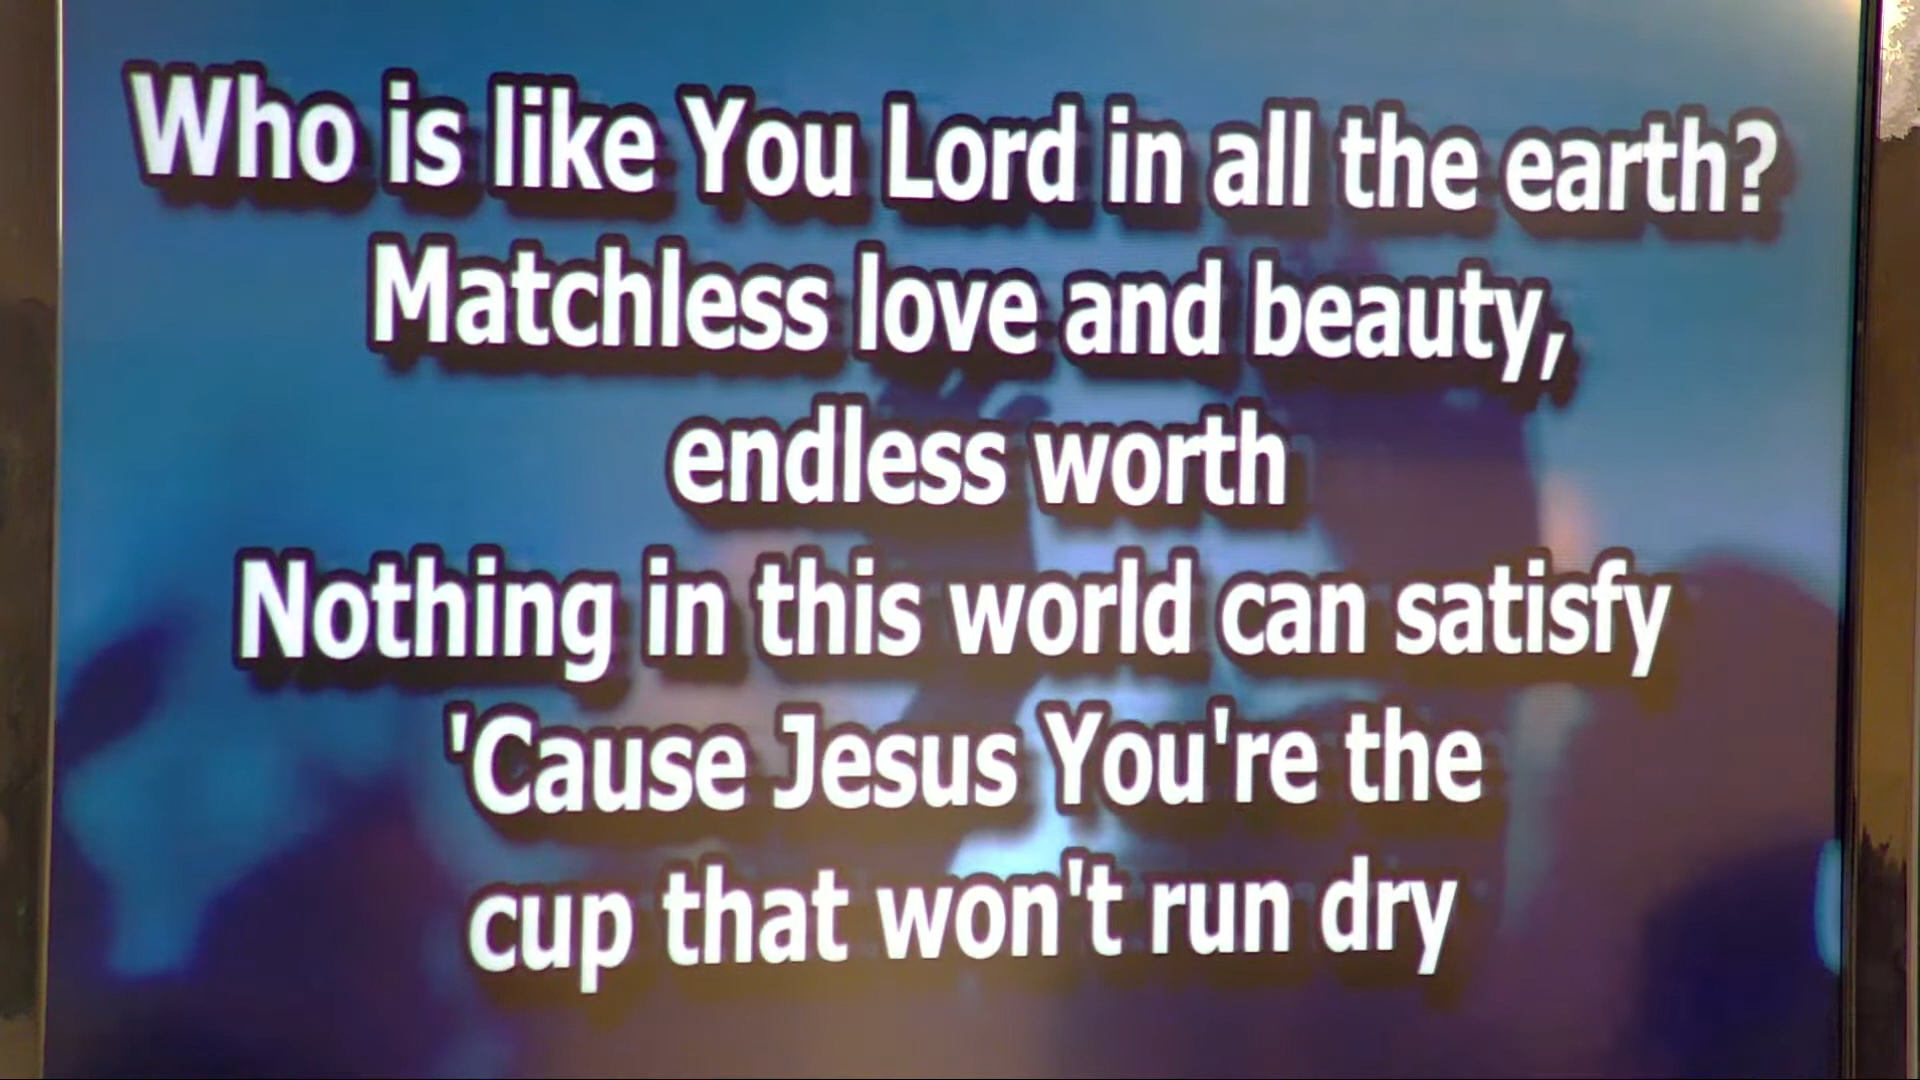 Who is like You Lord in all the earth?
Matchless love and beauty,
endless worth
Nothing in this world can satisfy
'Cause Jesus You're the
cup that won't run dry